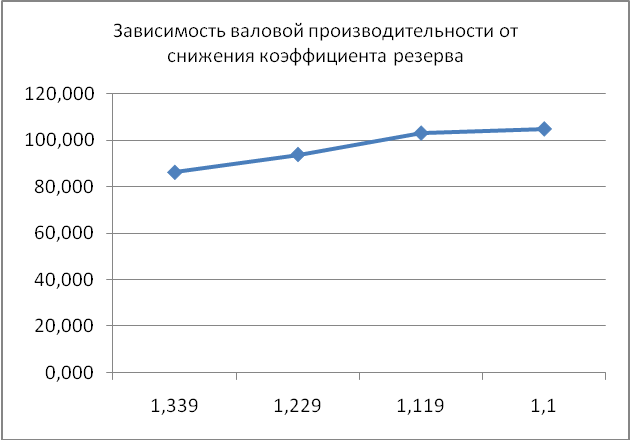 Зависимость валовой производительности от
снижения коэффициента резерва
120,000
100,000
80,000
60,000
40,000
20,000
0,000
1,339 1,229 1,119 1,1